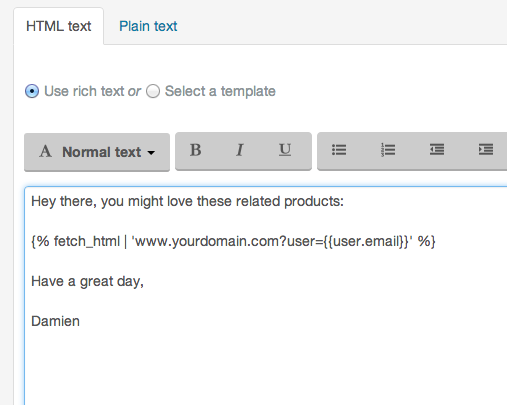 HTML text Plain text
Use rich text or Select a template
A Normal text B I U
Hey there, you might love these related products:
{% fetch_html | 'www.yourdomain.com?user={{user.email}}' %}
Have a great day,
Damien